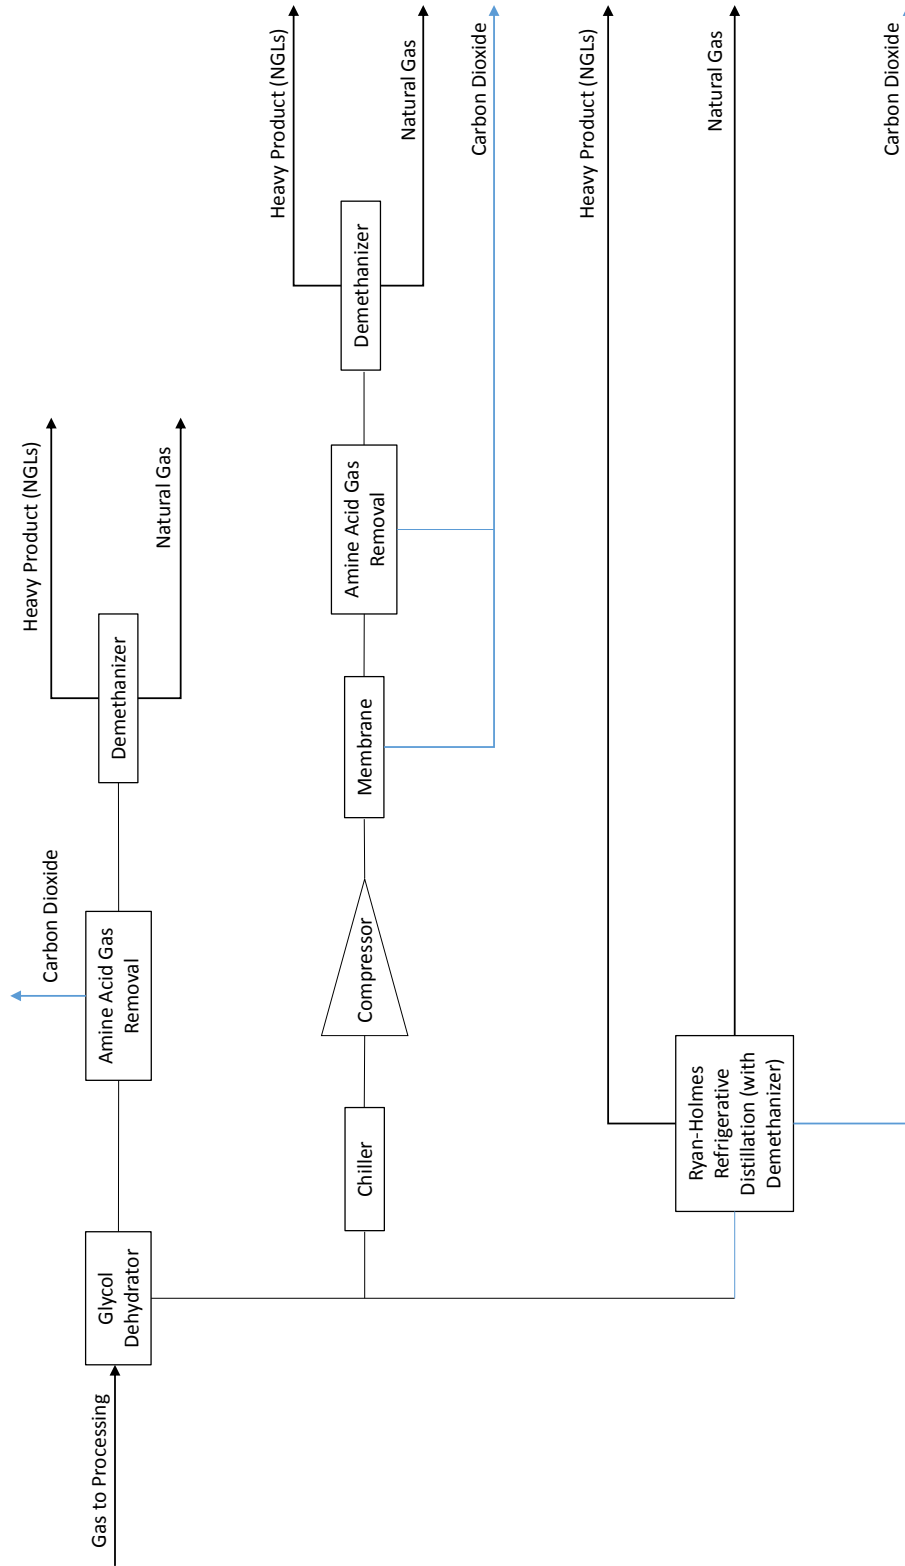 Gas to Processing
Glycol
Dehydrator
Amine Acid Gas
Removal
Carbon Dioxide
Demethanizer
Heavy Product (NGLs)
Natural Gas
Chiller
Compressor
Membrane
Amine Acid Gas
Removal
Demethanizer
Heavy Product (NGLs)
Natural Gas
Carbon Dioxide
Ryan-Holmes
Refrigerative
Distillation (with
Demethanizer)
Heavy Product (NGLs)
Natural Gas
Carbon Dioxide